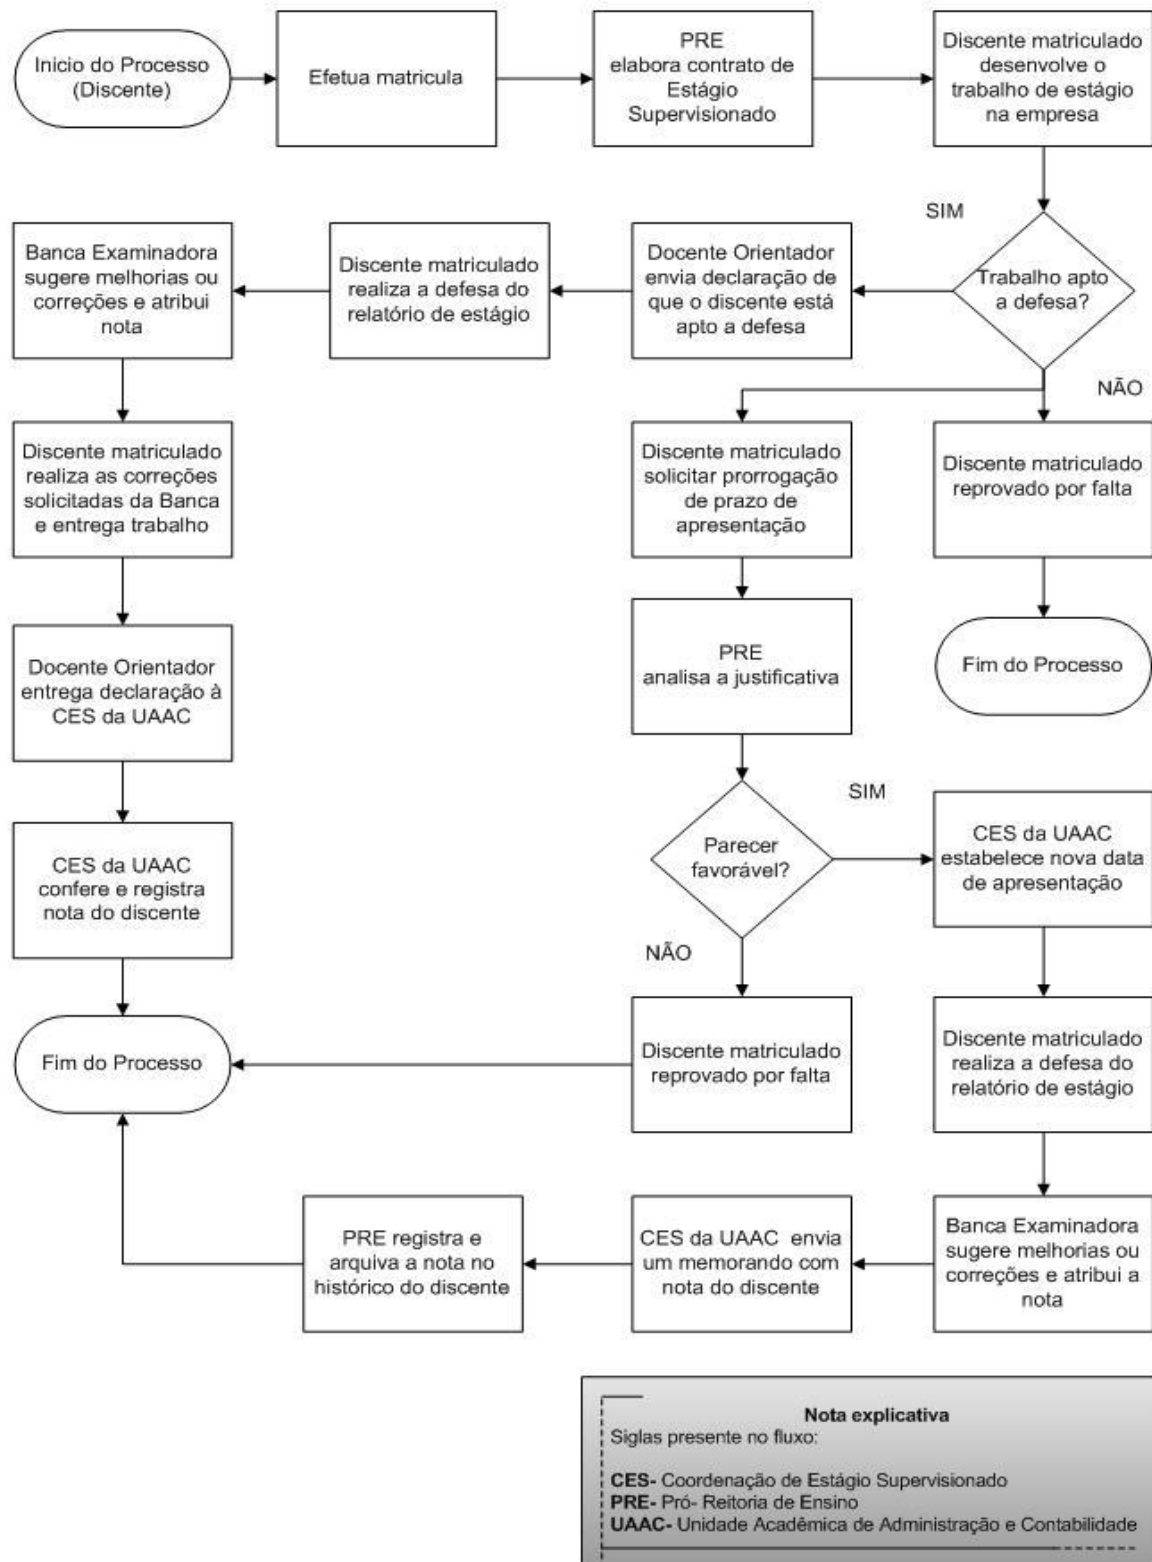 Início do Processo
(Discente)
Efetua matricula
PRE
elabora contrato de
Estágio
Supervisionado
Discente matriculado
desenvolve o
trabalho de estágio
na empresa
SIM
Trabalho apto
a defesa?
Docente Orientador
envia declaração de
que o discente está
apto a defesa
Discente matriculado
realiza a defesa do
relatório de estágio
Banca Examinadora
sugere melhorias ou
correções e atribui
nota
NÃO
Discente matriculado
realiza as correções
solicitadas da Banca
e entrega trabalho
Discente matriculado
solicitar prorrogação
de prazo de
apresentação
Discente matriculado
reprovado por falta
Docente Orientador
entrega declaração à
CES da UAAC
PRE
analisa a justificativa
Fim do Processo
SIM
CES da UAAC
confere e registra
nota do discente
Parecer
favorável?
CES da UAAC
estabelece nova data
de apresentação
NÃO
Fim do Processo
Discente matriculado
reprovado por falta
Discente matriculado
realiza a defesa do
relatório de estágio
PRE registra e
arquiva a nota no
histórico do discente
CES da UAAC envia
um memorando com
nota do discente
Banca Examinadora
sugere melhorias ou
correções e atribui a
nota
Nota explicativa
Siglas presente no fluxo:
CES- Coordenação de Estágio Supervisionado
PRE- Pró- Reitoria de Ensino
UAAC- Unidade Acadêmica de Administração e Contabilidade